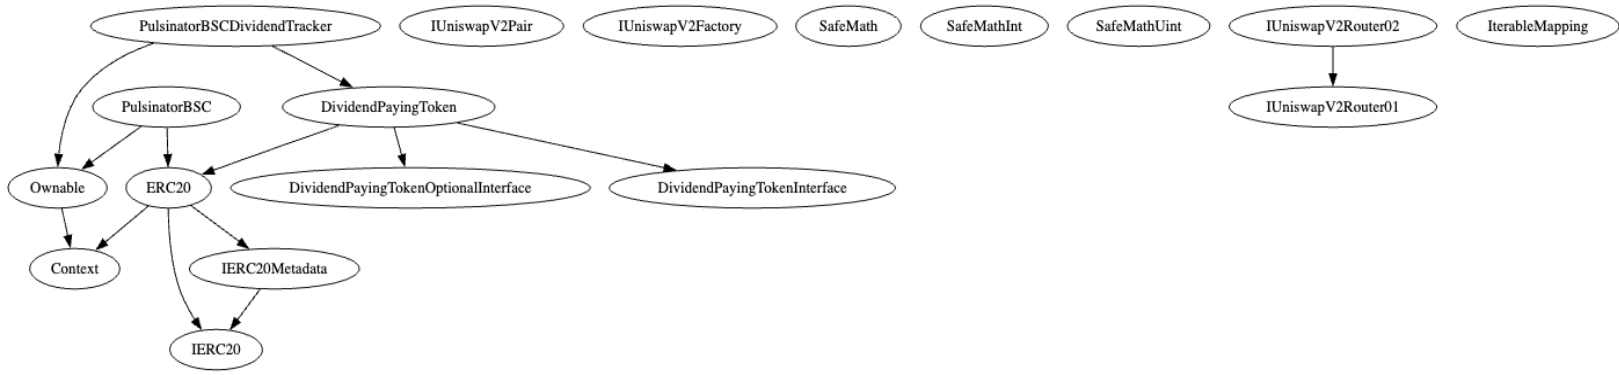 PulsinatorBSCDividendTracker
IUniswapV2Pair
IUniswapV2Factory
SafeMath
SafeMathInt
SafeMathUint
IUniswapV2Router02
IterableMapping
PulsinatorBSC
DividendPayingToken
IUniswapV2Router01
Ownable
ERC20
DividendPayingTokenOptionalInterface
DividendPayingTokenInterface
Context
IERC20Metadata
IERC20